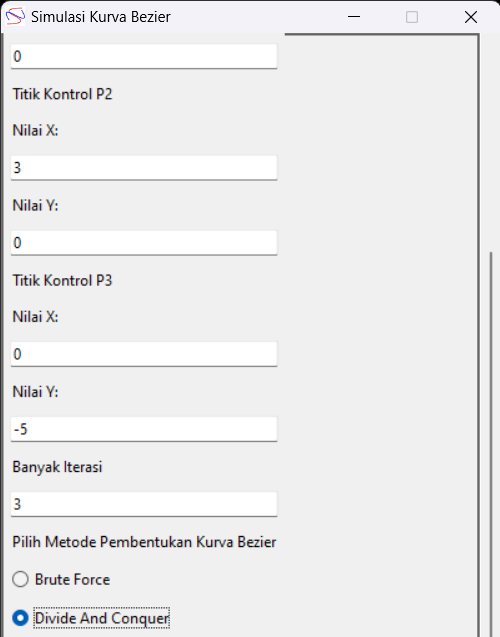 Simulasi Kurva Bezier
0
Titik Kontrol P2
Nilai X:
3
Nilai Y:
0
Titik Kontrol P3
Nilai X:
0
Nilai Y:
-5
Banyak Iterasi
3
Pilih Metode Pembentukan Kurva Bezier
Brute Force
Divide And Conquer